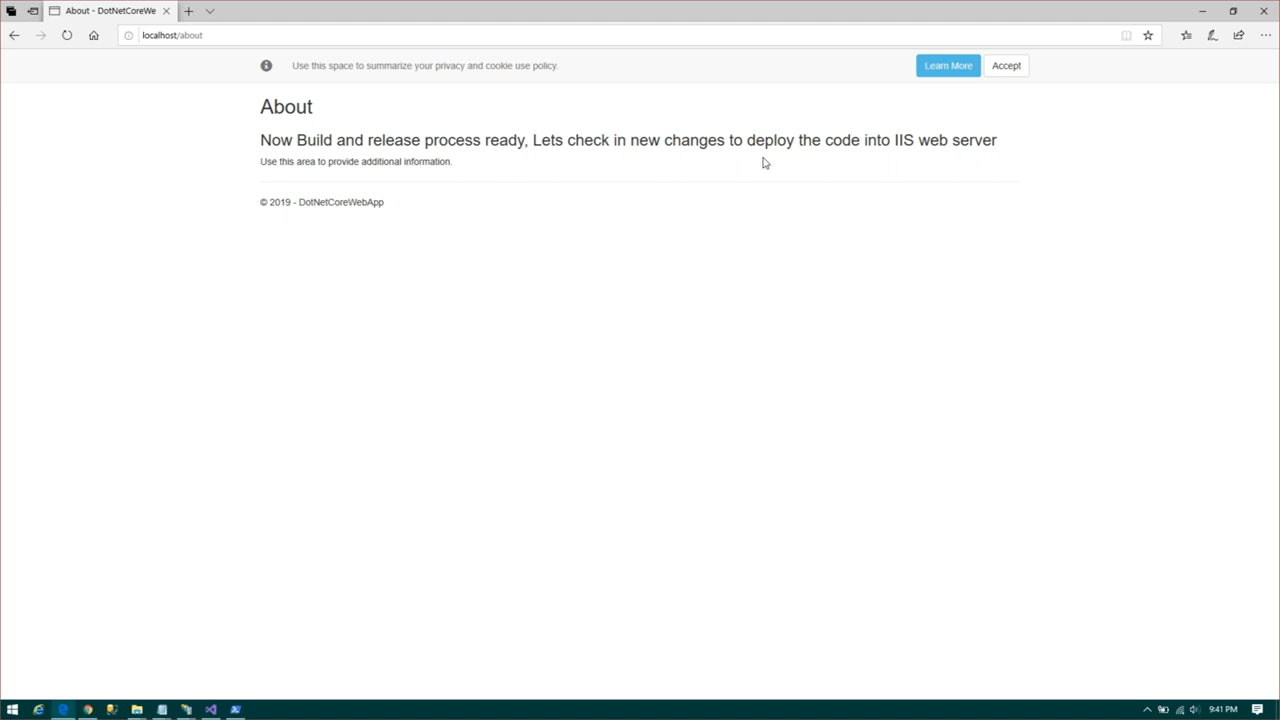 About - DotNetCoreWe
localhost/about
Use this space to summarize your privacy and cookie use policy.
Learn More
Accept
About
Now Build and release process ready, Lets check in new changes to deploy the code into IIS web server
Use this area to provide additional information.
© 2019 - DotNetCoreWebApp
9:41 PM